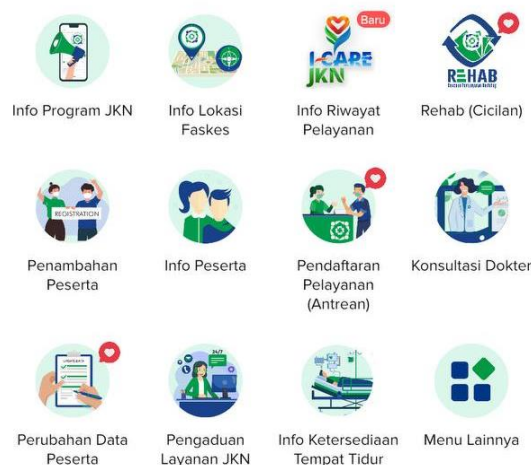 Baru
I-CARE
JKN
REHAB
Info Program JKN
Info Lokasi
Faskes
Info Riwayat
Pelayanan
Rehab (Cicilan)
REGISTRATION
Penambahan
Peserta
Info Peserta
Pendaftaran
Pelayanan
(Antrean)
Konsultasi Dokter
24/7
Perubahan Data
Peserta
Pengaduan
Layanan JKN
Info Ketersediaan
Tempat Tidur
Menu Lainnya